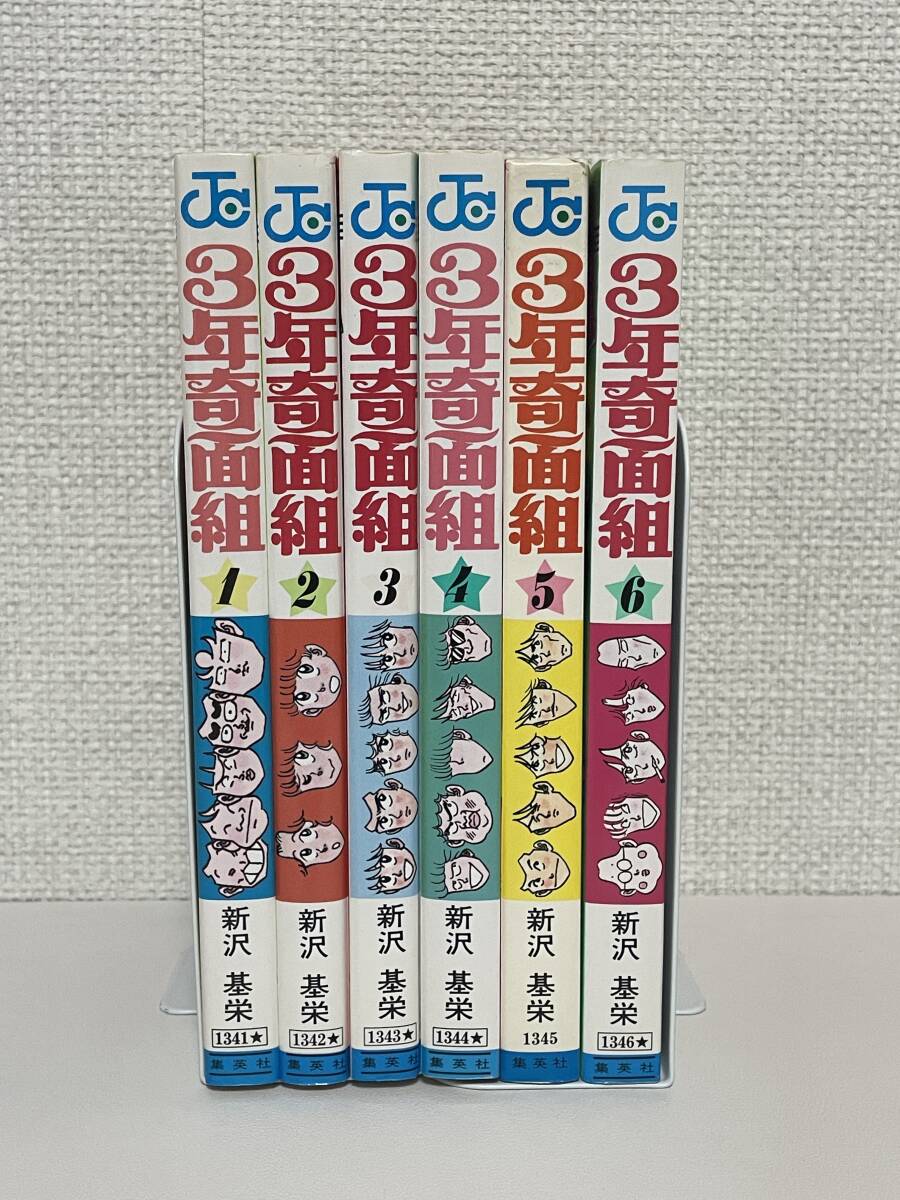 JC
3年奇面組
1
新沢 基栄
1341★
集英社
JC
3年奇面組
2
新沢 基栄
1342★
集英社
JC
3年奇面組
3
新沢 基栄
1343★
集英社
JC
3年奇面組
4
新沢 基栄
1344★
集英社
JC
3年奇面組
5
新沢 基栄
1345
集英社
JC
3年奇面組
6
新沢 基栄
1346★
集英社